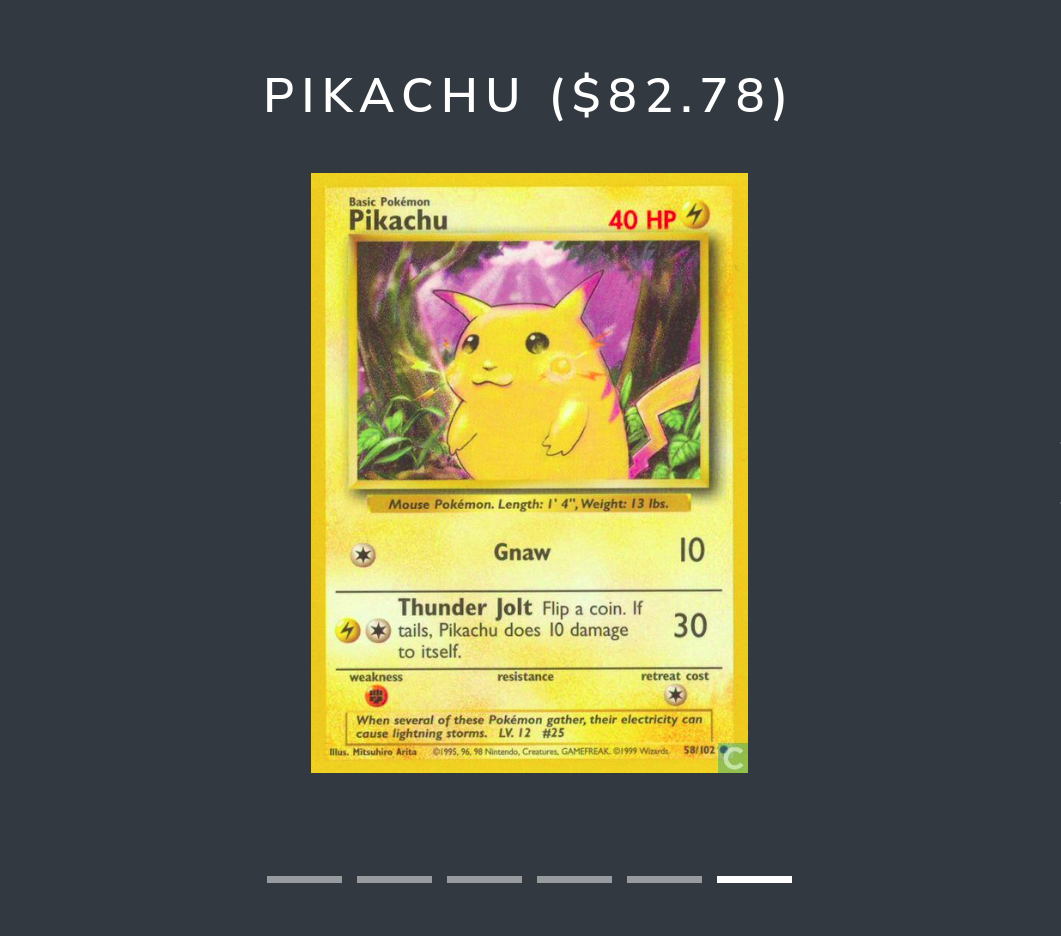 PIKACHU ($82.78)
Basic Pokémon
Pikachu
40 HP
Mouse Pokémon. Length: 1' 4", Weight: 13 lbs.
Gnaw 10
Thunder Jolt Flip a coin. If
tails, Pikachu does 10 damage
to itself.
30
weakness resistance retreat cost
When several of these Pokémon gather, their electricity can
cause lightning storms. LV. 12 #25
Illus. Mitsuhiro Arita ©1995, 96, 98 Nintendo, Creatures, GAMEFREAK. ©1999 Wizards. 58/102
C